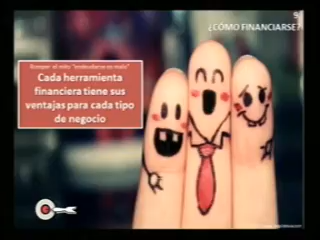 9
¿CÓMO FINANCIARSE?
Romper el mito "endeudarse es malo"
Cada herramienta
financiera tiene sus
ventajas para cada tipo
de negocio